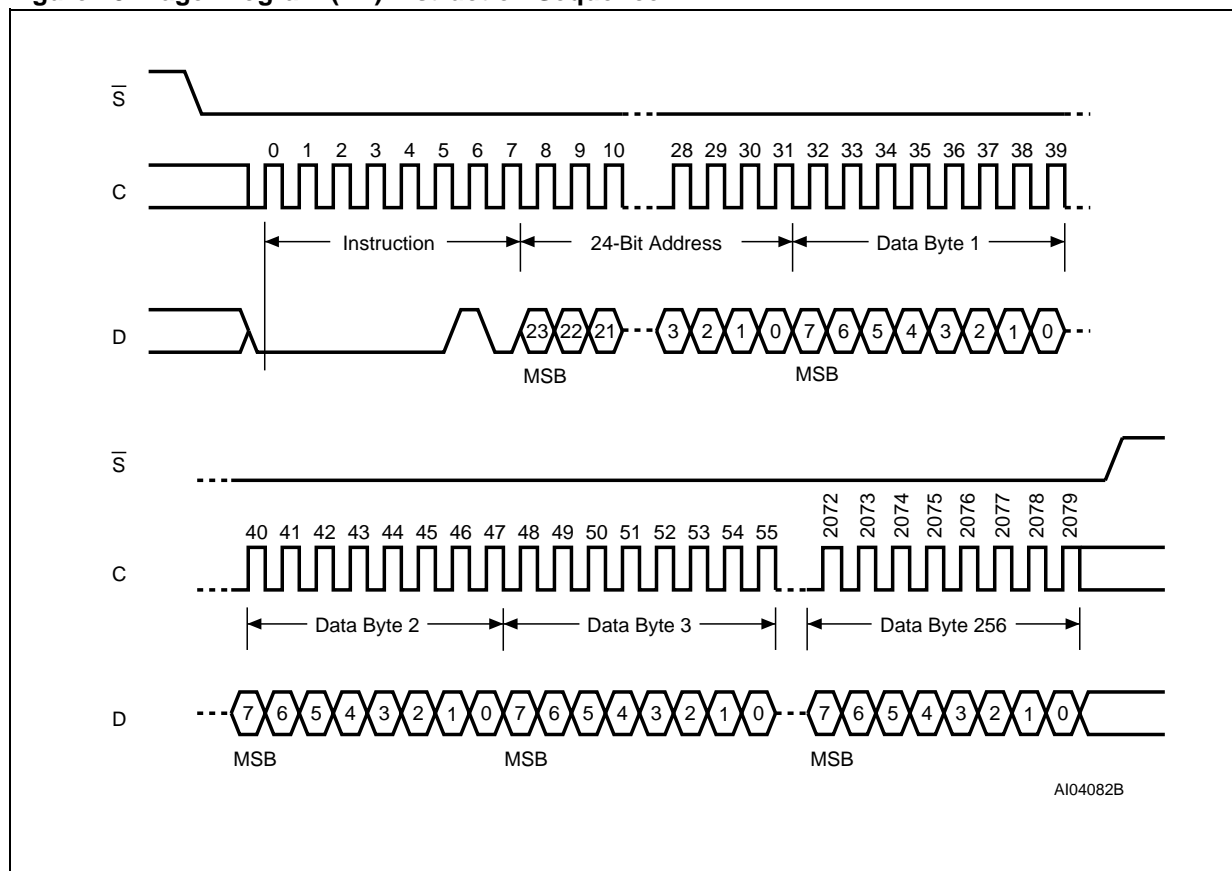 S
0 1 2 3 4 5 6 7 8 9 10 28 29 30 31 32 33 34 35 36 37 38 39
C
Instruction 24-Bit Address Data Byte 1
D 23 22 21 3 2 1 0 7 6 5 4 3 2 1 0
MSB MSB
S
40 41 42 43 44 45 46 47 48 49 50 51 52 53 54 55 2072 2073 2074 2075 2076 2077 2078 2079
C
Data Byte 2 Data Byte 3 Data Byte 256
D 7 6 5 4 3 2 1 0 7 6 5 4 3 2 1 0 7 6 5 4 3 2 1 0
MSB MSB MSB
AI04082B